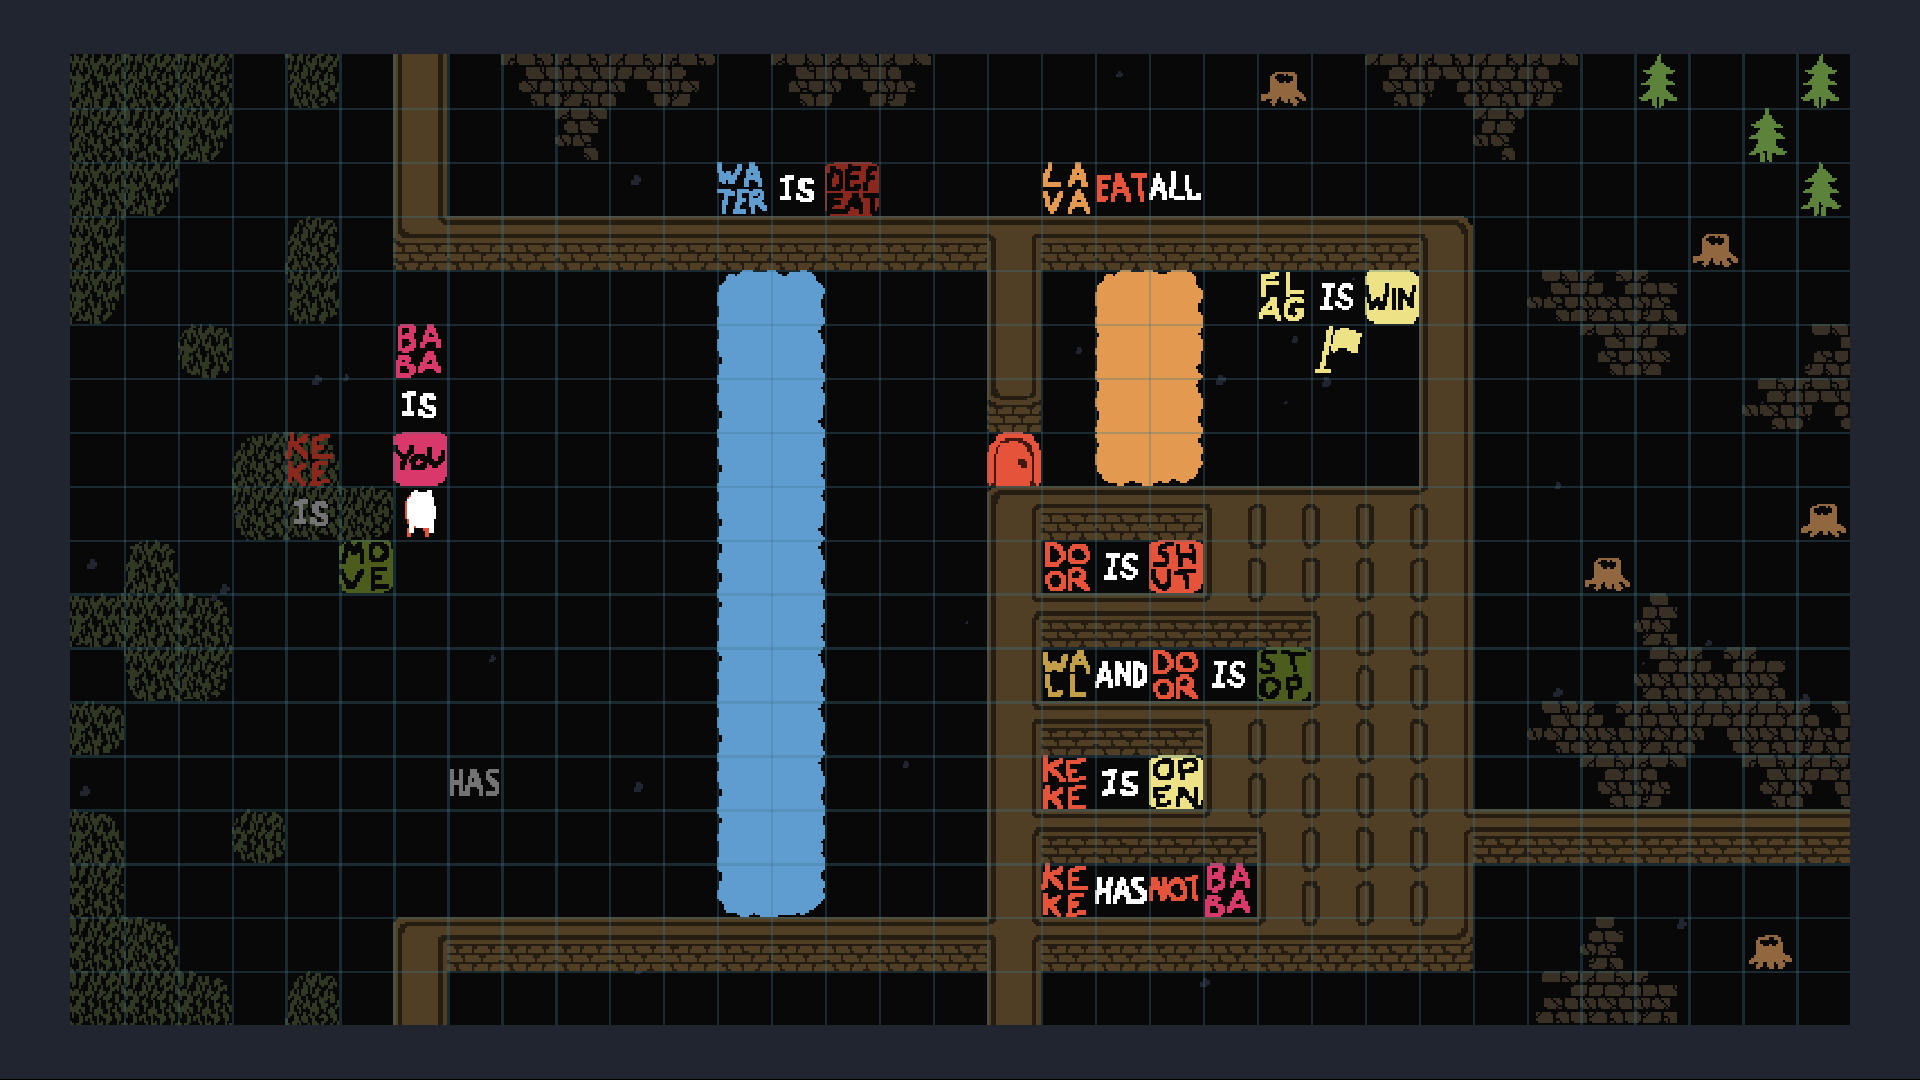 WATER IS DEFEAT
LAVA EAT ALL
FLAG IS WIN
BABA
IS
YOU
KEKE
IS
MOVE
DOOR IS SHUT
WALL AND DOOR IS STOP
HAS
KEKE IS OPEN
KEKE HAS NOT BABA